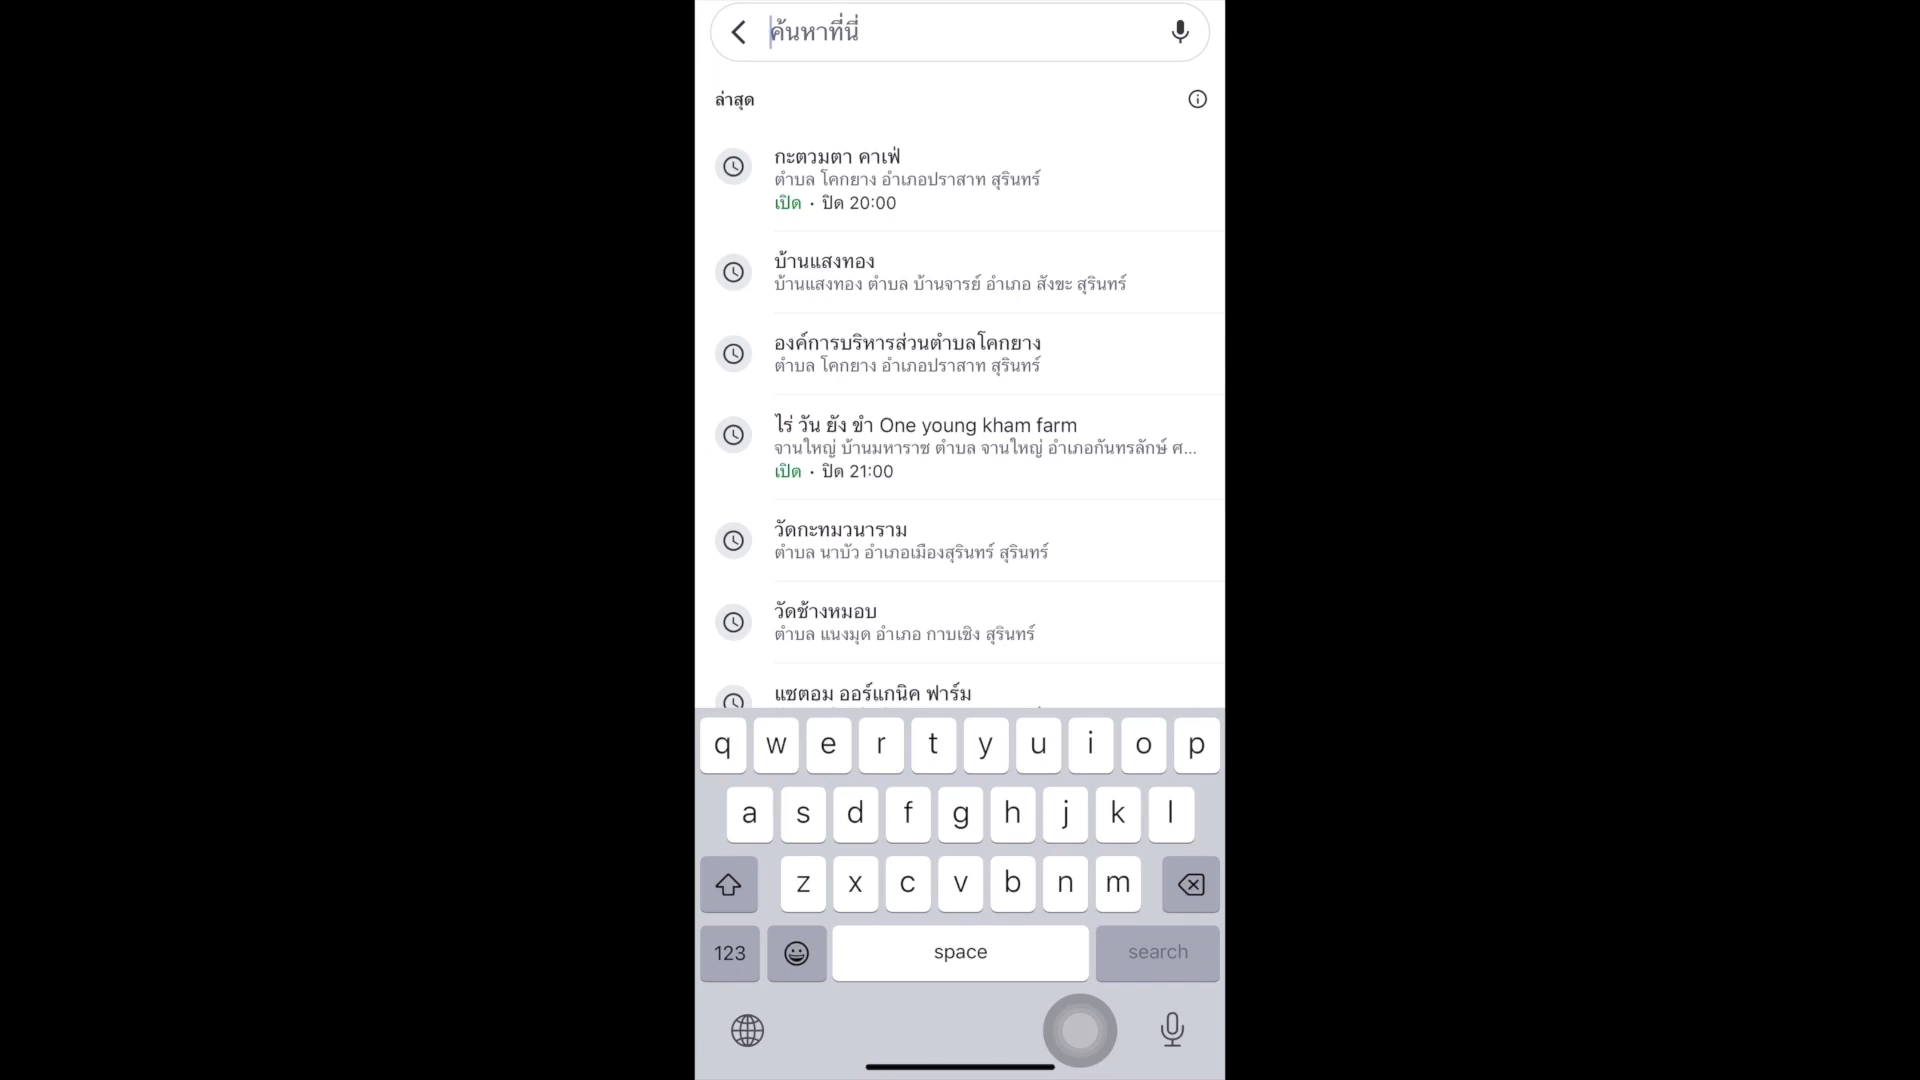 ค้นหาที่นี่
ล่าสุด
กะตวมตา คาเฟ่
ตำบล โคกยาง อำเภอปราสาท สุรินทร์
เปิด · ปิด 20:00
บ้านแสงทอง
บ้านแสงทอง ตำบล บ้านจารย์ อำเภอ สังขะ สุรินทร์
องค์การบริหารส่วนตำบลโคกยาง
ตำบล โคกยาง อำเภอปราสาท สุรินทร์
ไร่ วัน ยัง ขำ One young kham farm
จานใหญ่ บ้านมหาราช ตำบล จานใหญ่ อำเภอกันทรลักษ์ ศ...
เปิด · ปิด 21:00
วัดกะทมวนาราม
ตำบล นาบัว อำเภอเมืองสุรินทร์ สุรินทร์
วัดช้างหมอบ
ตำบล แนงมุด อำเภอ กาบเชิง สุรินทร์
แซตอม ออร์แกนิค ฟาร์ม
q w e r t y u i o p
a s d f g h j k l
z x c v b n m
123 space search